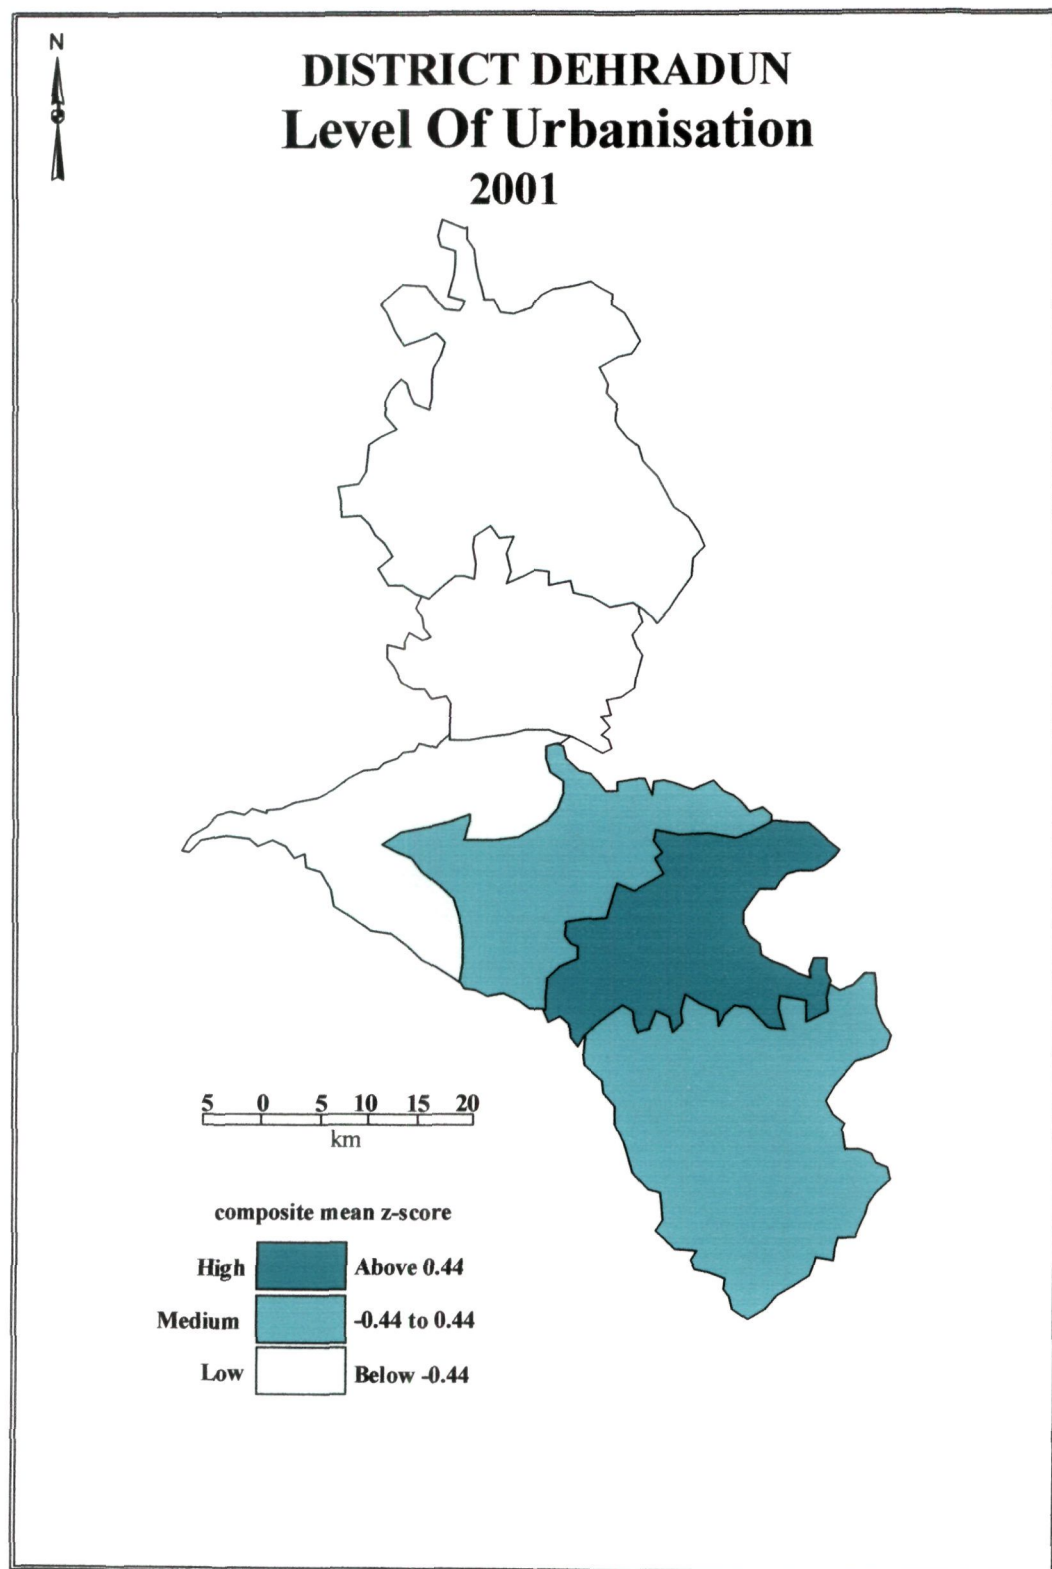 N
DISTRICT DEHRADUN
Level Of Urbanisation
2001
5 0 5 10 15 20
km
composite mean z-score
High Above 0.44
Medium -0.44 to 0.44
Low Below -0.44